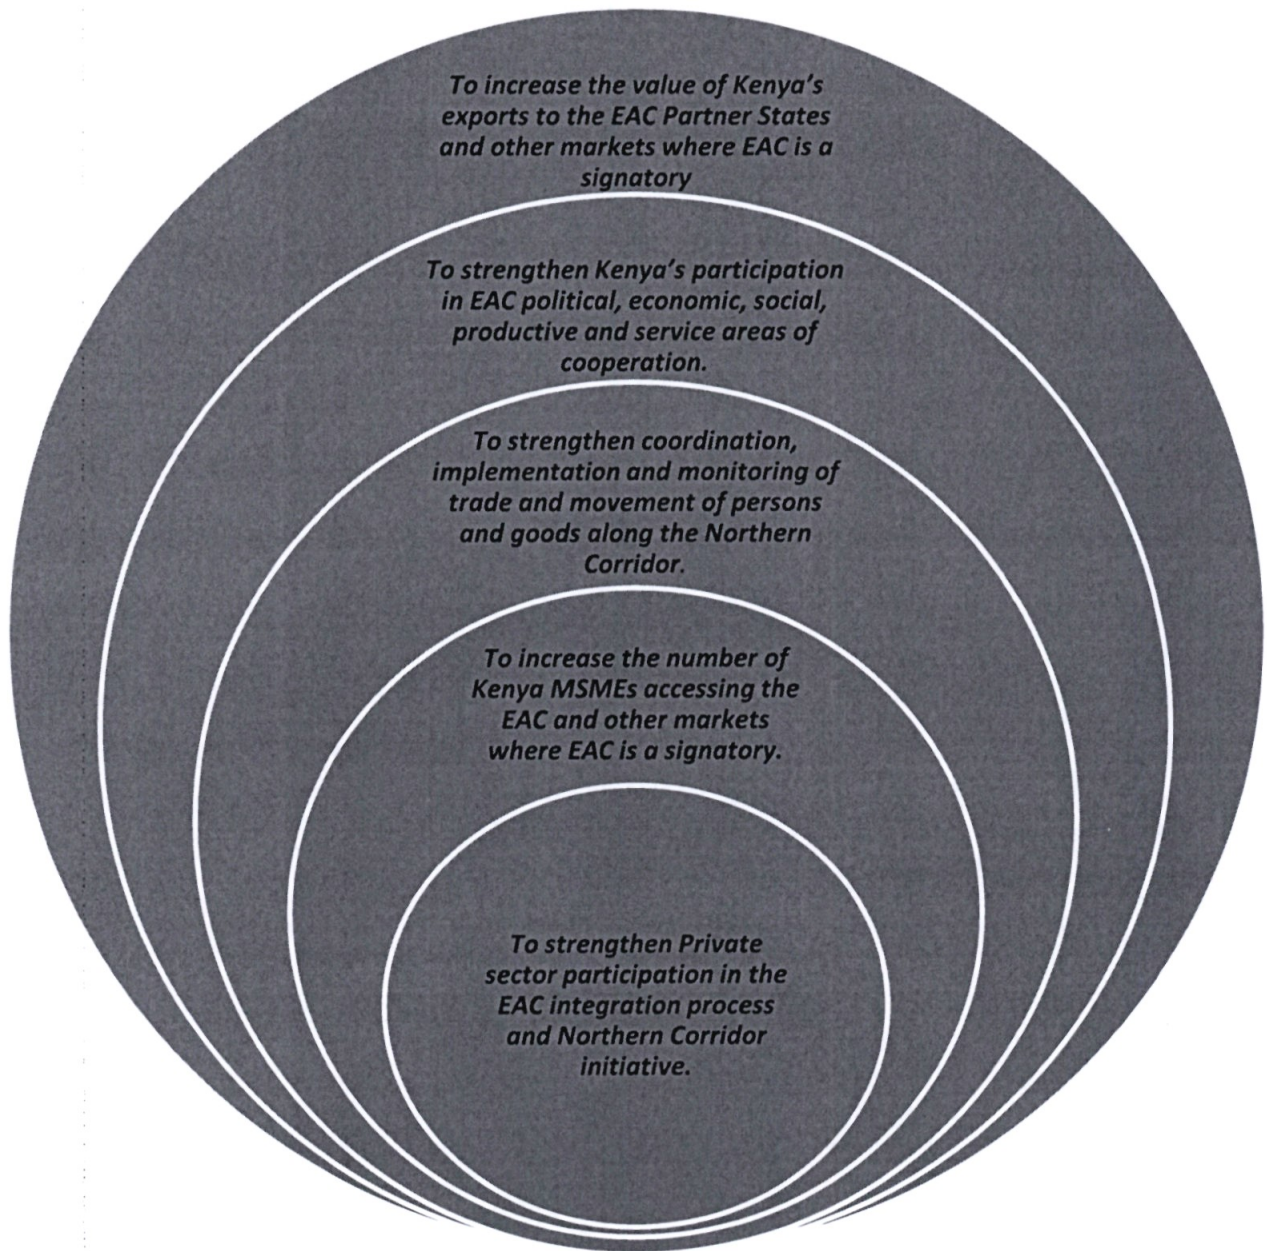 To increase the value of Kenya's
exports to the EAC Partner States
and other markets where EAC is a
signatory
To strengthen Kenya's participation
in EAC political, economic, social,
productive and service areas of
cooperation.
To strengthen coordination,
implementation and monitoring of
trade and movement of persons
and goods along the Northern
Corridor.
To increase the number of
Kenya MSMEs accessing the
EAC and other markets
where EAC is a signatory.
To strengthen Private
sector participation in the
EAC integration process
and Northern Corridor
initiative.